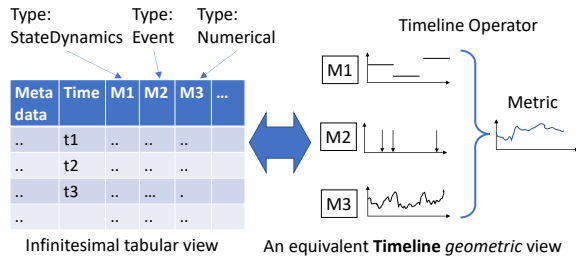 Type:
StateDynamics
Type:
Event
Type:
Numerical
Meta data Time M1 M2 M3 ...
.. t1 .. .. ..
.. t2 .. .. ..
.. t3 .. ... .
.. .. .. ..
Infinitesimal tabular view
Timeline Operator
M1
M2
M3
Metric
An equivalent Timeline geometric view